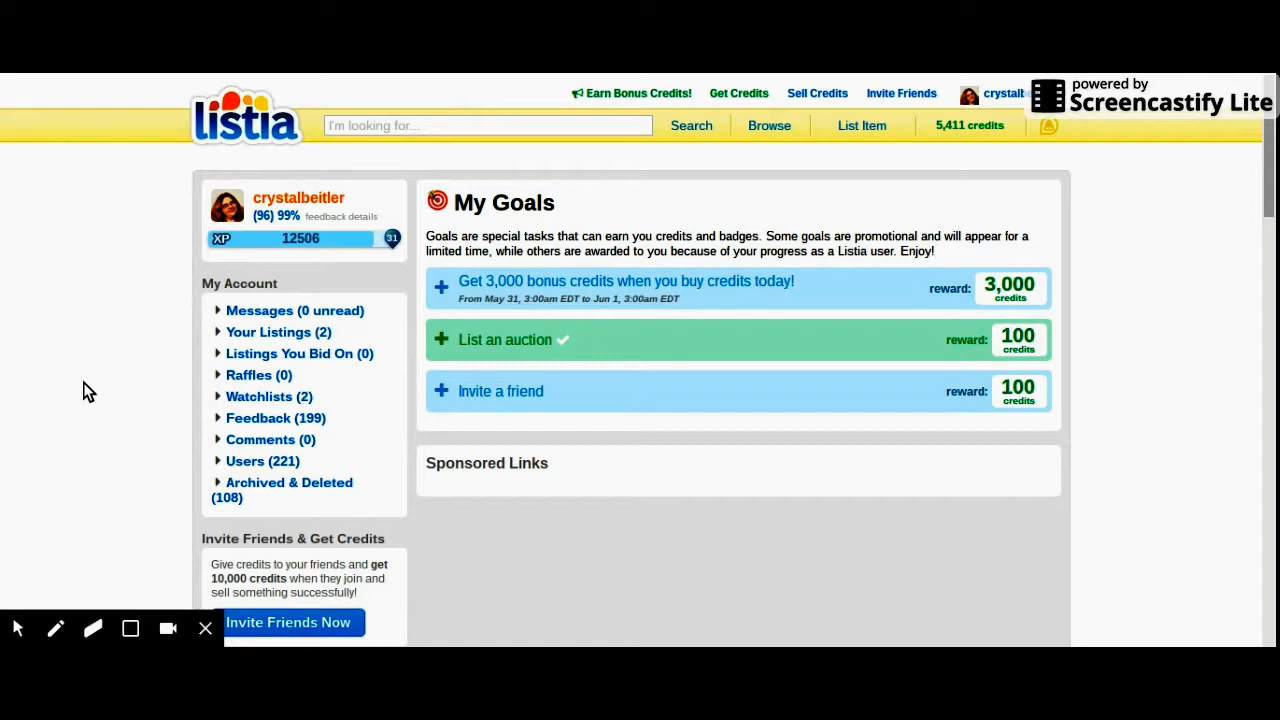 powered by
Screencastify Lite
Earn Bonus Credits! Get Credits Sell Credits Invite Friends
listia
I'm looking for... Search Browse List Item 5,411 credits
crystalbeitler
(96) 99% feedback details
XP 12506 31
My Account
Messages (0 unread)
Your Listings (2)
Listings You Bid On (0)
Raffles (0)
Watchlists (2)
Feedback (199)
Comments (0)
Users (221)
Archived & Deleted
(108)
Invite Friends & Get Credits
Give credits to your friends and get
10,000 credits when they join and
sell something successfully!
Invite Friends Now
My Goals
Goals are special tasks that can earn you credits and badges. Some goals are promotional and will appear for a
limited time, while others are awarded to you because of your progress as a Listia user. Enjoy!
Get 3,000 bonus credits when you buy credits today!
From May 31, 3:00am EDT to Jun 1, 3:00am EDT
reward: 3,000
credits
List an auction
reward: 100
credits
Invite a friend
reward: 100
credits
Sponsored Links